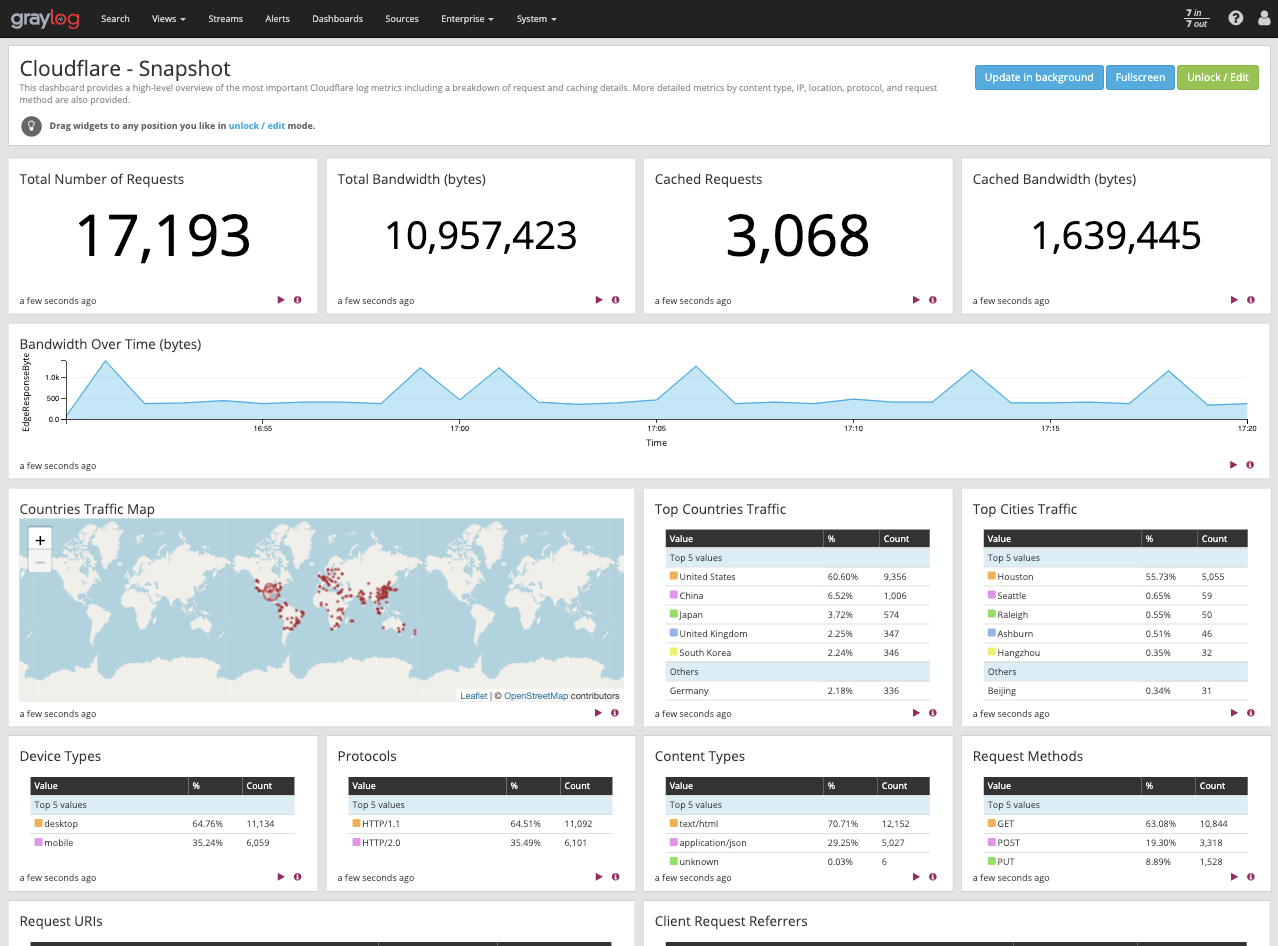 graylog Search Views Streams Alerts Dashboards Sources Enterprise System 7 in
7 out
Cloudflare - Snapshot
This dashboard provides a high-level overview of the most important Cloudflare log metrics including a breakdown of request and caching details. More detailed metrics by content type, IP, location, protocol, and request
method are also provided.
Update in background Fullscreen Unlock / Edit
Drag widgets to any position you like in unlock / edit mode.
Total Number of Requests
17,193
a few seconds ago
Total Bandwidth (bytes)
10,957,423
a few seconds ago
Cached Requests
3,068
a few seconds ago
Cached Bandwidth (bytes)
1,639,445
a few seconds ago
Bandwidth Over Time (bytes)
EdgeResponseByte
1.0k
500
0.0
16:55 17:00 17:05 17:10 17:15 17:20
Time
a few seconds ago
Countries Traffic Map
+
−
Leaflet | © OpenStreetMap contributors
a few seconds ago
Top Countries Traffic
Value % Count
Top 5 values
United States 60.60% 9,356
China 6.52% 1,006
Japan 3.72% 574
United Kingdom 2.25% 347
South Korea 2.24% 346
Others
Germany 2.18% 336
a few seconds ago
Top Cities Traffic
Value % Count
Top 5 values
Houston 55.73% 5,055
Seattle 0.65% 59
Raleigh 0.55% 50
Ashburn 0.51% 46
Hangzhou 0.35% 32
Others
Beijing 0.34% 31
a few seconds ago
Device Types
Value % Count
Top 5 values
desktop 64.76% 11,134
mobile 35.24% 6,059
a few seconds ago
Protocols
Value % Count
Top 5 values
HTTP/1.1 64.51% 11,092
HTTP/2.0 35.49% 6,101
a few seconds ago
Content Types
Value % Count
Top 5 values
text/html 70.71% 12,152
application/json 29.25% 5,027
unknown 0.03% 6
a few seconds ago
Request Methods
Value % Count
Top 5 values
GET 63.08% 10,844
POST 19.30% 3,318
PUT 8.89% 1,528
a few seconds ago
Request URIs
Client Request Referrers